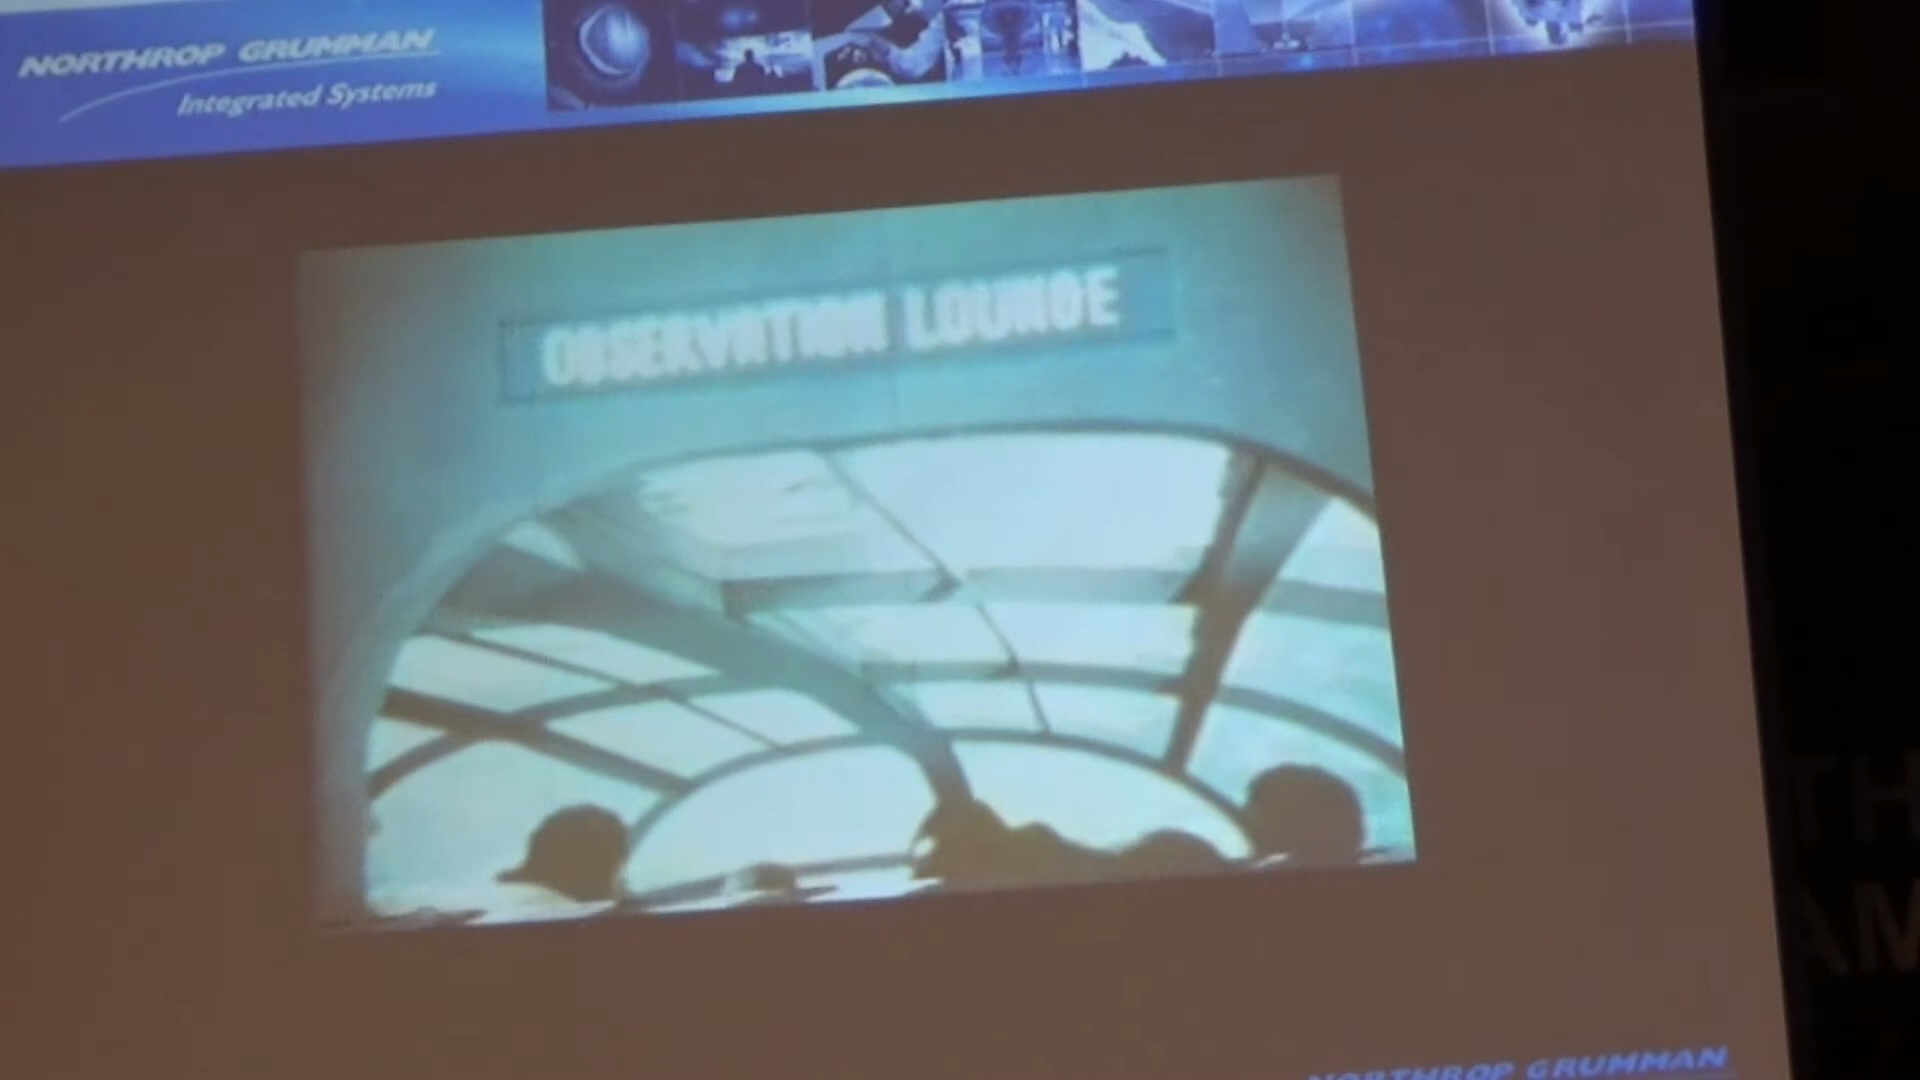 NORTHROP GRUMMAN
Integrated Systems
OBSERVATION LOUNGE
NORTHROP GRUMMAN